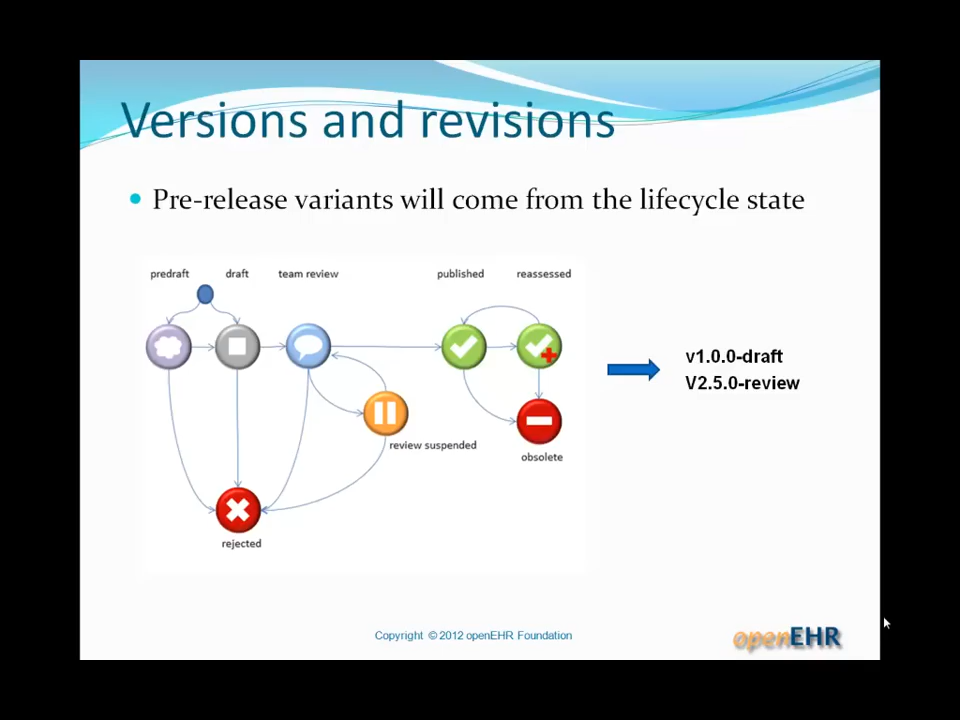 Versions and revisions
Pre-release variants will come from the lifecycle state
predraft draft team review published reassessed
v1.0.0-draft
V2.5.0-review
review suspended
obsolete
rejected
Copyright © 2012 openEHR Foundation
openEHR